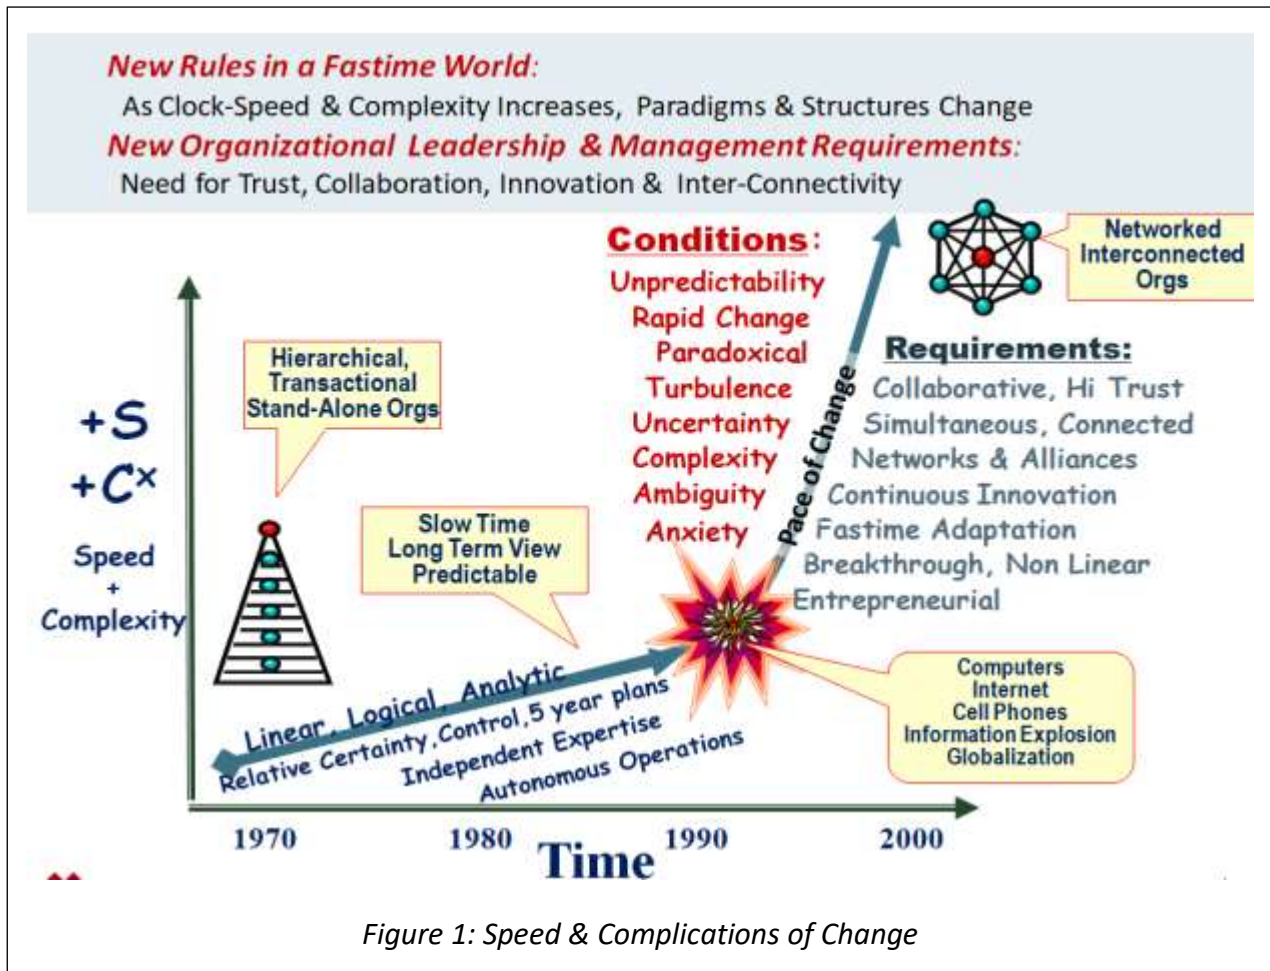 New Rules in a Fastime World:
As Clock-Speed & Complexity Increases, Paradigms & Structures Change
New Organizational Leadership & Management Requirements:
Need for Trust, Collaboration, Innovation & Inter-Connectivity
Networked
Interconnected
Orgs
Conditions:
Unpredictability
Rapid Change
Paradoxical
Turbulence
Uncertainty
Complexity
Ambiguity
Anxiety
Hierarchical,
Transactional
Stand-Alone Orgs
Pace of Change
Requirements:
Collaborative, Hi Trust
Simultaneous, Connected
Networks & Alliances
Continuous Innovation
Fastime Adaptation
Breakthrough, Non Linear
Entrepreneurial
+S
+Cˣ
Speed
+
Complexity
Slow Time
Long Term View
Predictable
Linear, Logical, Analytic
Relative Certainty, Control, 5 year plans
Independent Expertise
Autonomous Operations
Computers
Internet
Cell Phones
Information Explosion
Globalization
1970
1980
1990
2000
Time
Figure 1: Speed & Complications of Change